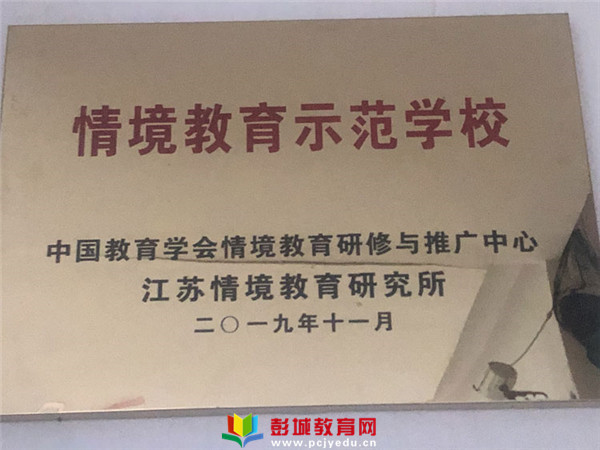 情境教育示范学校
中国教育学会情境教育研修与推广中心
江苏情境教育研究所
二〇一九年十一月
彭城教育网
www.pcjyedu.cn